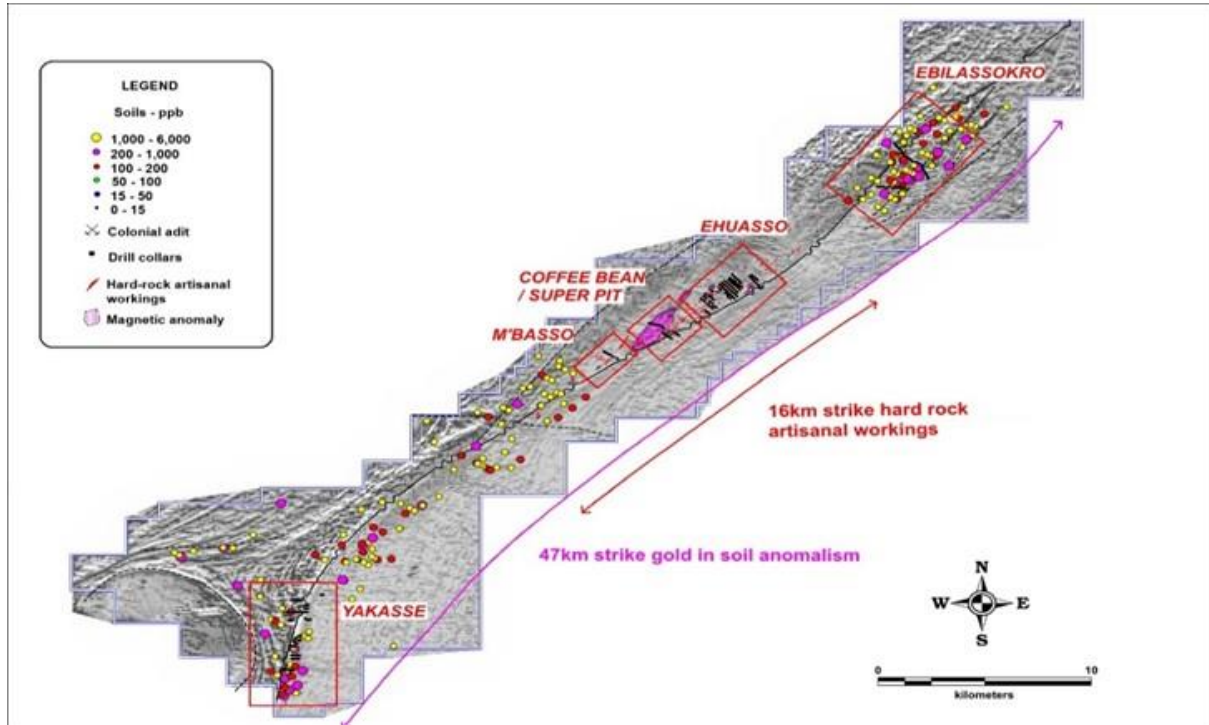 LEGEND
Soils - ppb
1,000 - 6,000
200 - 1,000
100 - 200
50 - 100
15 - 50
0 - 15
Colonial adit
Drill collars
Hard-rock artisanal
workings
Magnetic anomaly
EBILASSOKRO
EHUASSO
COFFEE BEAN
/ SUPER PIT
M'BASSO
16km strike hard rock
artisanal workings
47km strike gold in soil anomalism
YAKASSE
N
W E
S
0 10
kilometers